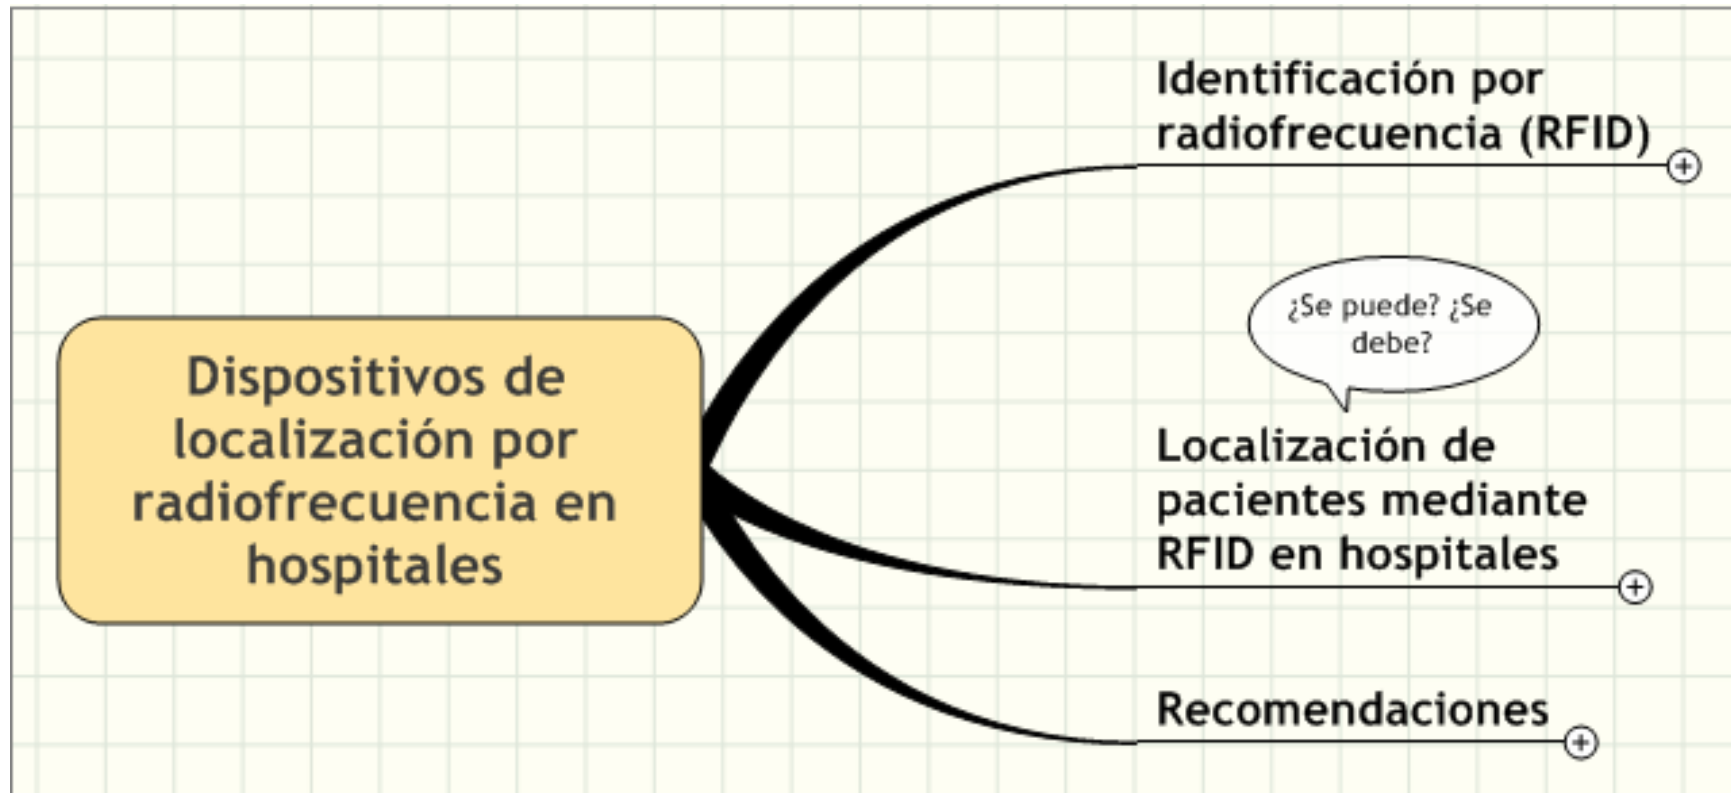 Dispositivos de
localización por
radiofrecuencia en
hospitales
Identificación por
radiofrecuencia (RFID)
¿Se puede? ¿Se
debe?
Localización de
pacientes mediante
RFID en hospitales
Recomendaciones